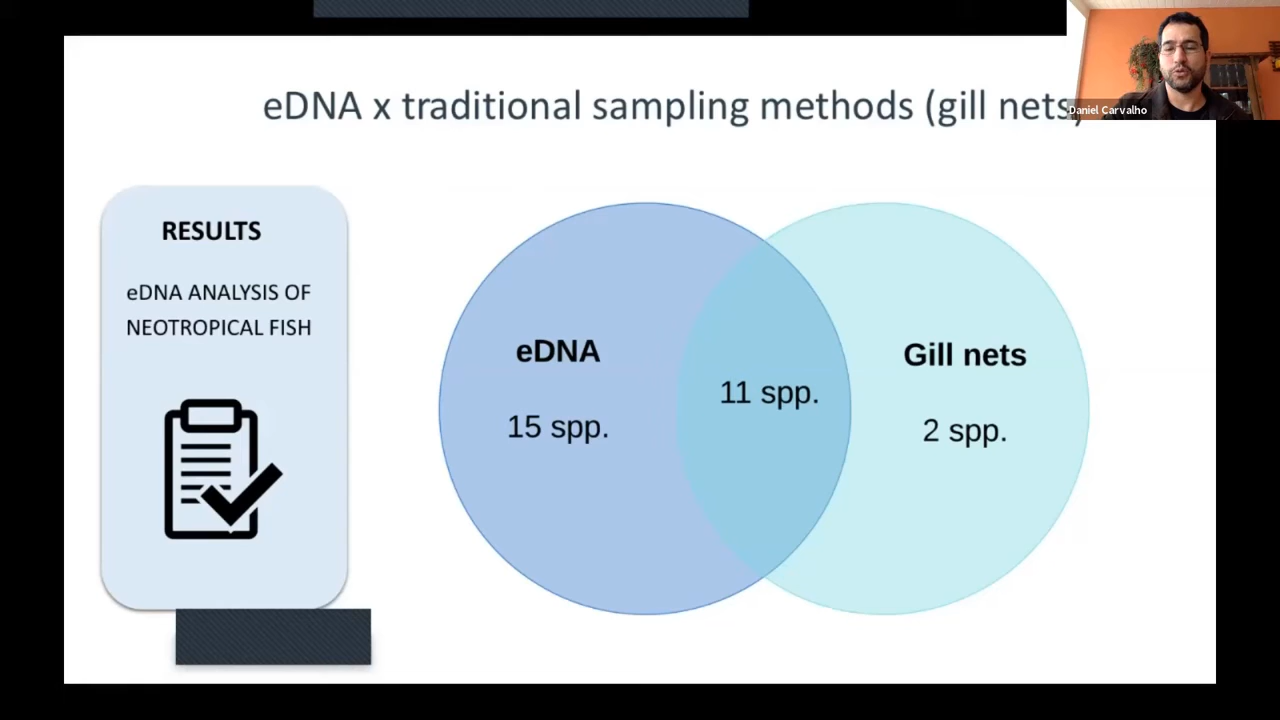 eDNA x traditional sampling methods (gill nets)
Daniel Carvalho
RESULTS
eDNA ANALYSIS OF
NEOTROPICAL FISH
eDNA
15 spp.
11 spp.
Gill nets
2 spp.